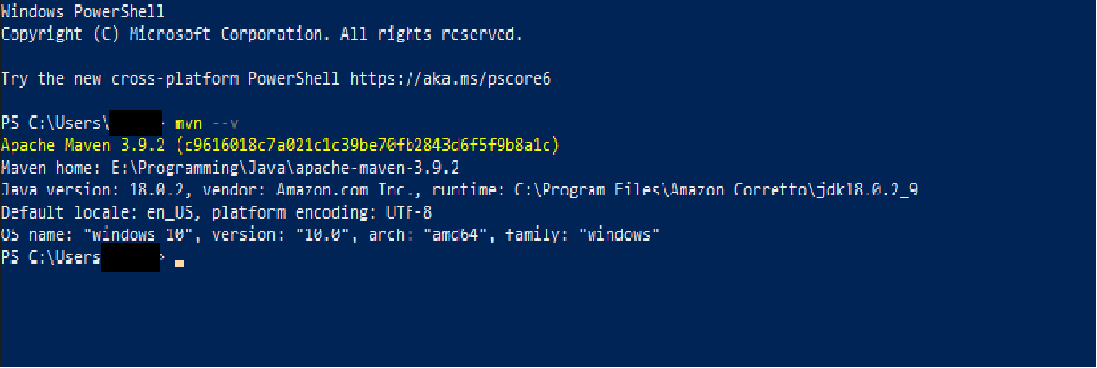 Windows PowerShell
Copyright (C) Microsoft Corporation. All rights reserved.
Try the new cross-platform PowerShell https://aka.ms/pscore6
PS C:\Users\ > mvn --v
Apache Maven 3.9.2 (c9616018c7a021c1c39be70fb2843d6f5f9b8a1c)
Maven home: E:\Programming\Java\apache-maven-3.9.2
Java version: 18.0.2, vendor: Amazon.com Inc., runtime: C:\Program Files\Amazon Corretto\jdk18.0.2_9
Default locale: en_US, platform encoding: UTF-8
OS name: "windows 10", version: "10.0", arch: "amd64", family: "windows"
PS C:\Users >